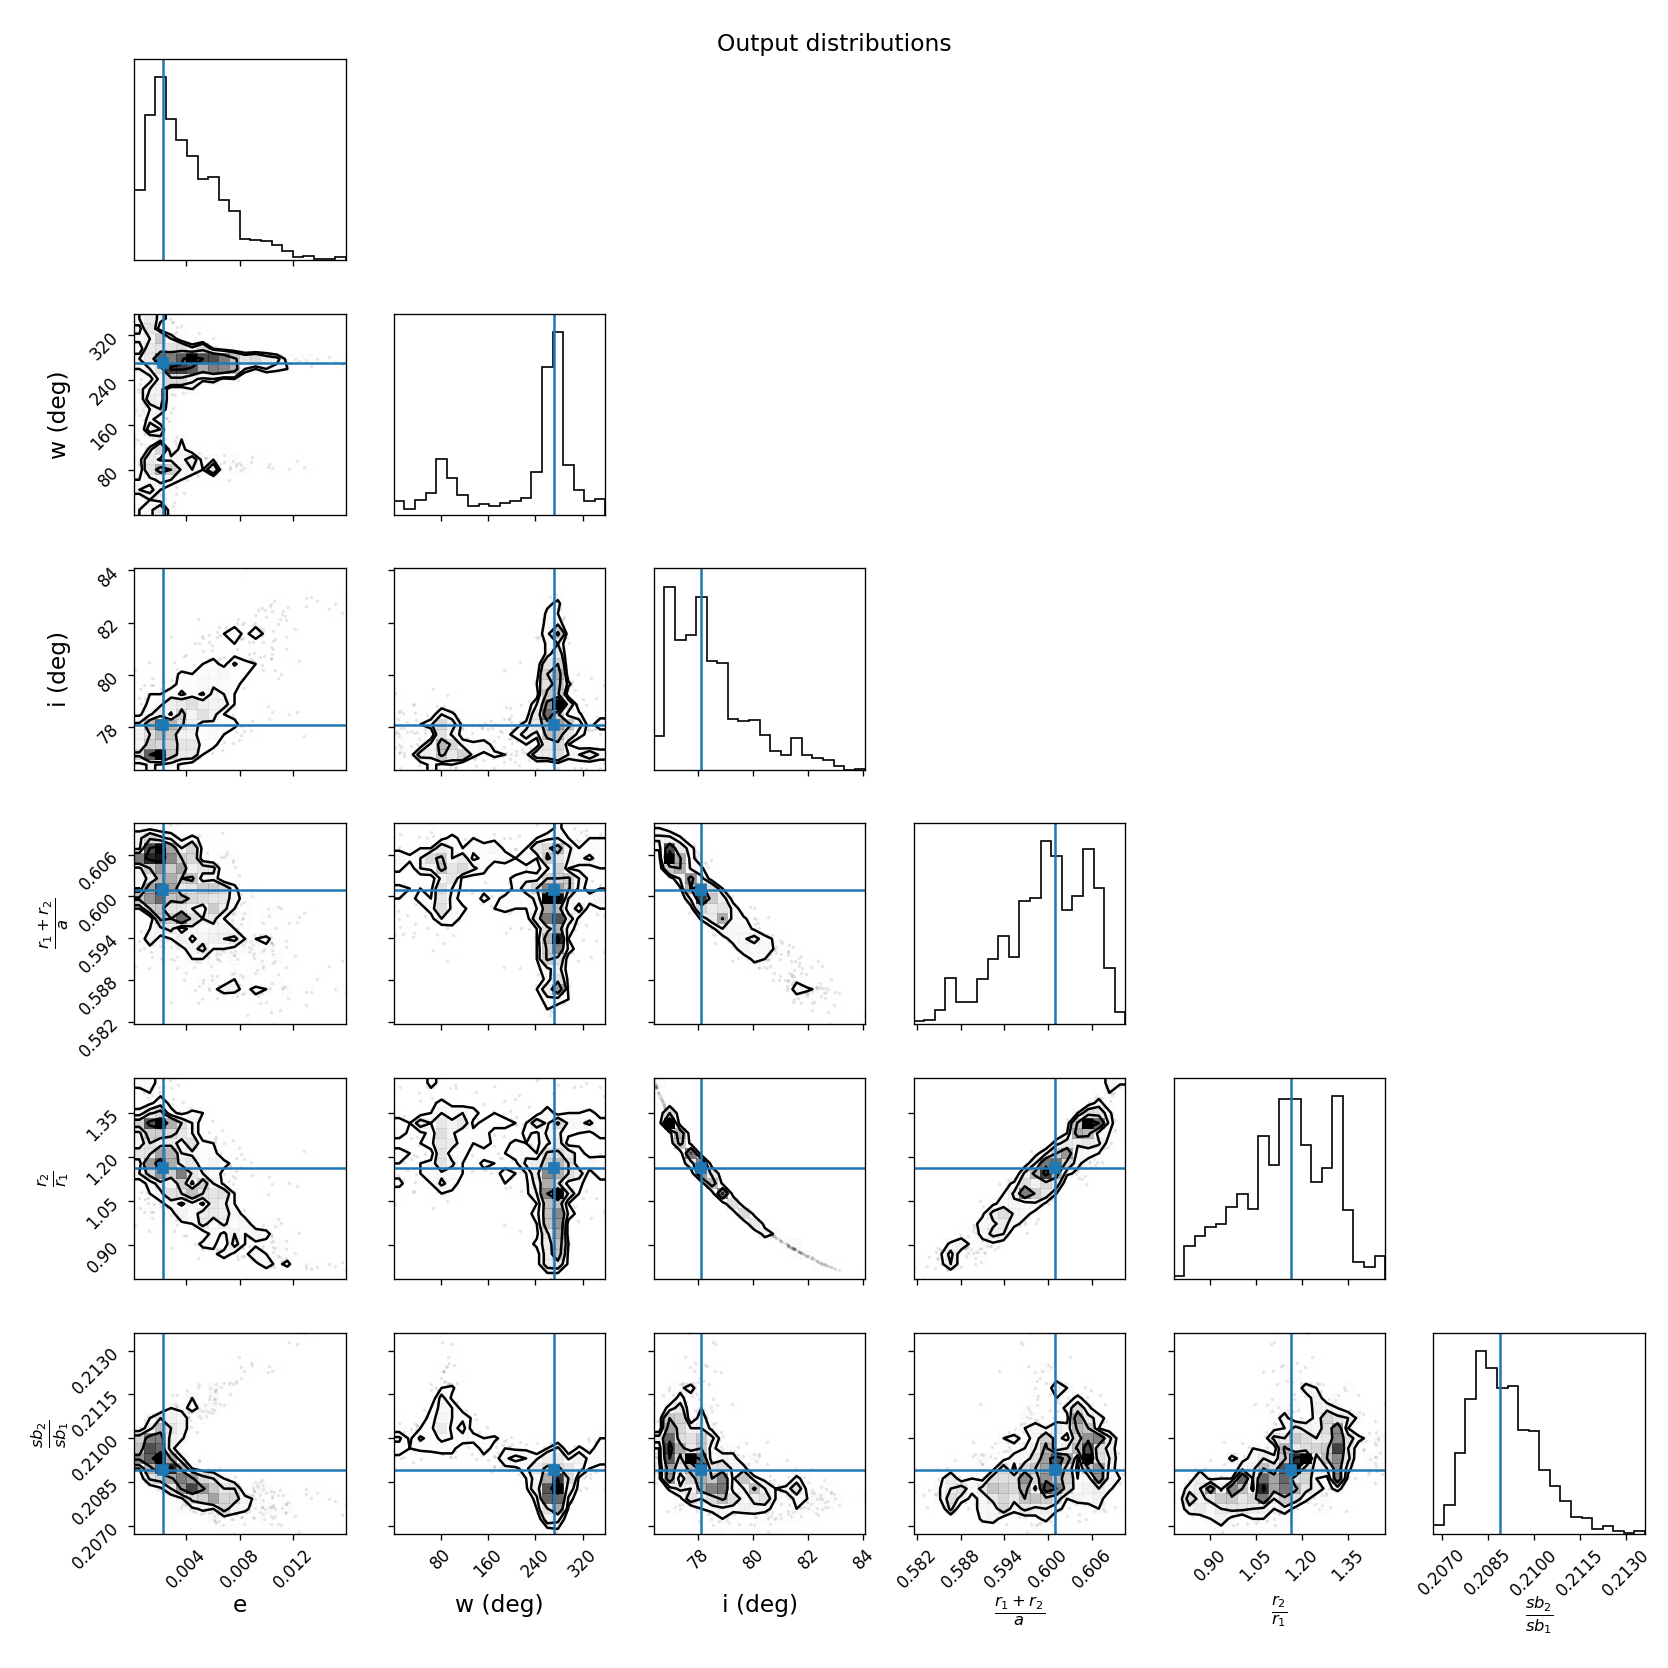 Output distributions
w (deg)
320
240
160
80
i (deg)
84
82
80
78
r₁ + r₂
a
0.606
0.600
0.594
0.588
0.582
r₂
r₁
1.35
1.20
1.05
0.90
sb₂
sb₁
0.2130
0.2115
0.2100
0.2085
0.2070
0.004 0.008 0.012
80 160 240 320
78 80 82 84
0.582 0.588 0.594 0.600 0.606
0.90 1.05 1.20 1.35
0.2070 0.2085 0.2100 0.2115 0.2130
e
w (deg)
i (deg)
r₁ + r₂
a
r₂
r₁
sb₂
sb₁